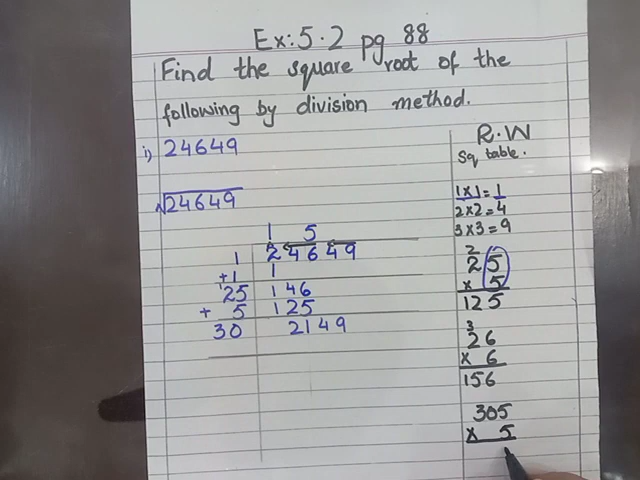 Ex: 5.2 pg 88
Find the square root of the
following by division method.
i) 24649
√24649
1 5
1 24649
+1 1
25 146
+ 5 125
30 2149
R.W
Sq table.
1x1=1
2x2=4
3x3=9
2
25
x 5
125
3
26
x 6
156
305
x 5